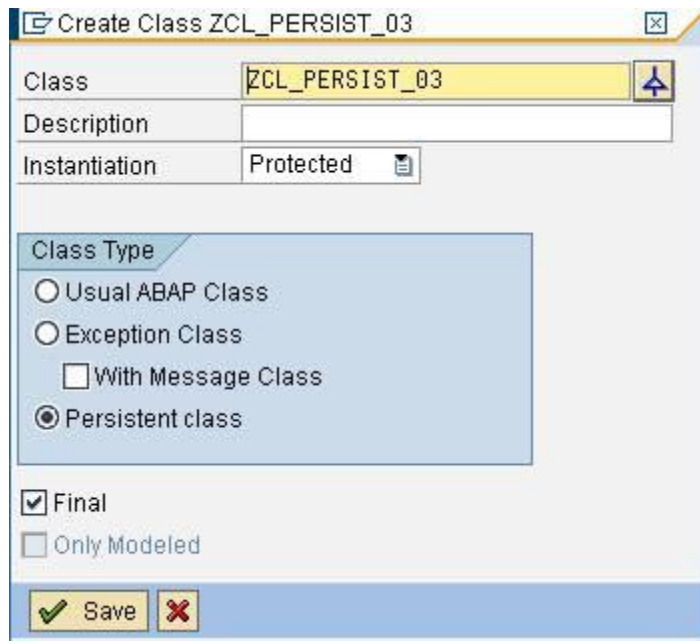 Create Class ZCL_PERSIST_03
Class ZCL_PERSIST_03
Description
Instantiation Protected
Class Type
Usual ABAP Class
Exception Class
With Message Class
Persistent class
Final
Only Modeled
Save